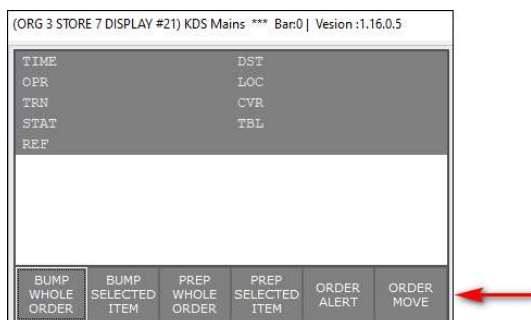 (ORG 3 STORE 7 DISPLAY #21) KDS Mains *** Bar:0 | Vesion :1.16.0.5
TIME DST
OPR LOC
TRN CVR
STAT TBL
REF
BUMP WHOLE ORDER
BUMP SELECTED ITEM
PREP WHOLE ORDER
PREP SELECTED ITEM
ORDER ALERT
ORDER MOVE